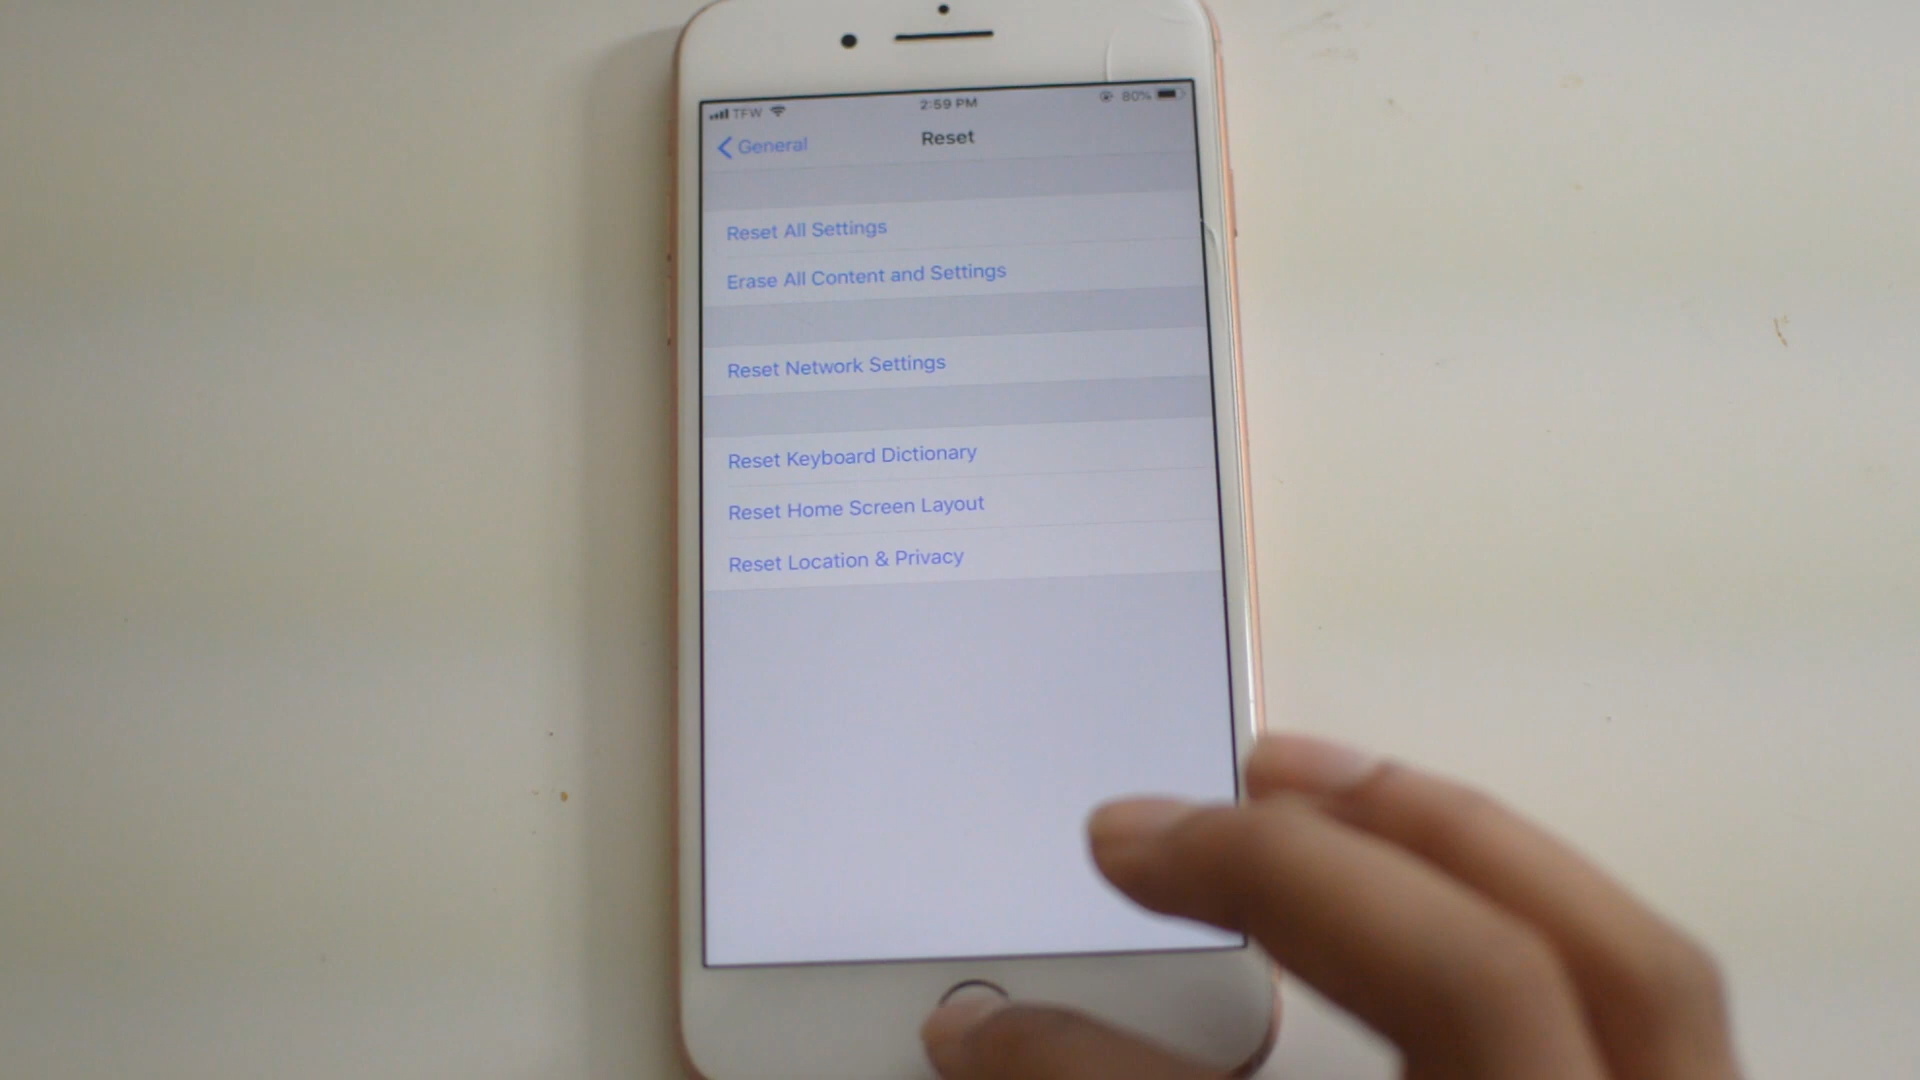 TFW 2:59 PM 80%
General Reset
Reset All Settings
Erase All Content and Settings
Reset Network Settings
Reset Keyboard Dictionary
Reset Home Screen Layout
Reset Location & Privacy